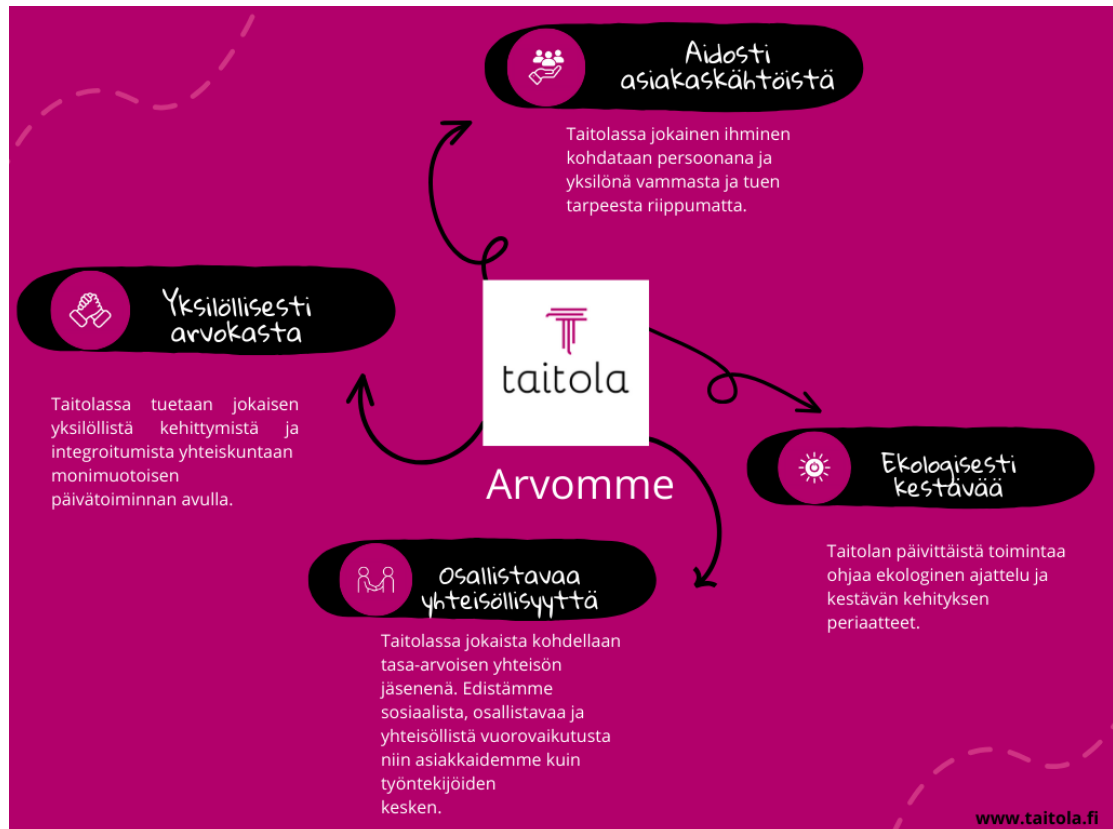 Aidosti
asiakaskähtöistä
Taitolassa jokainen ihminen
kohdataan persoonana ja
yksilönä vammasta ja tuen
tarpeesta riippumatta.
Yksilöllisesti
arvokasta
Taitolassa tuetaan jokaisen
yksilöllistä kehittymistä ja
integroitumista yhteiskuntaan
monimuotoisen
päivätoiminnan avulla.
taitola
Arvomme
Ekologisesti
kestävää
Taitolan päivittäistä toimintaa
ohjaa ekologinen ajattelu ja
kestävän kehityksen
periaatteet.
Osallistavaa
yhteisöllisyyttä
Taitolassa jokaista kohdellaan
tasa-arvoisen yhteisön
jäsenenä. Edistämme
sosiaalista, osallistavaa ja
yhteisöllistä vuorovaikutusta
niin asiakkaidemme kuin
työntekijöiden
kesken.
www.taitola.fi